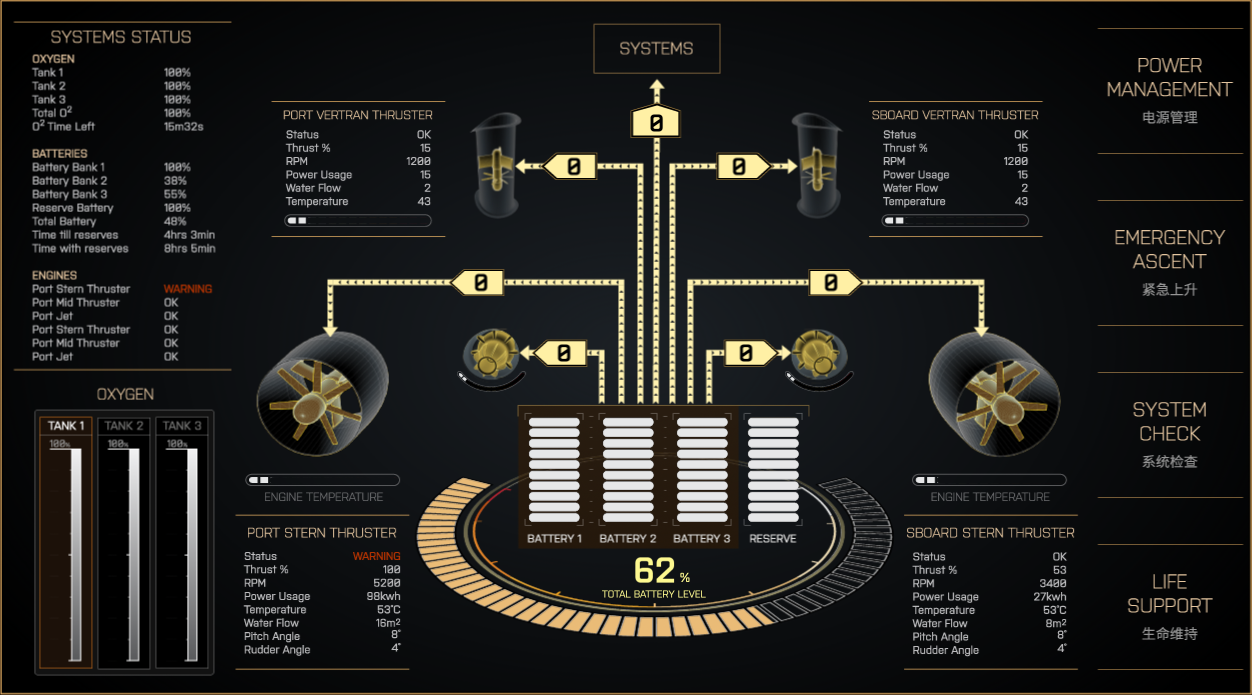 SYSTEMS STATUS
OXYGEN
Tank 1 100%
Tank 2 100%
Tank 3 100%
Total O² 100%
O² Time Left 15m32s
BATTERIES
Battery Bank 1 100%
Battery Bank 2 38%
Battery Bank 3 55%
Reserve Battery 100%
Total Battery 48%
Time till reserves 4hrs 3min
Time with reserves 8hrs 5min
ENGINES
Port Stern Thruster WARNING
Port Mid Thruster OK
Port Jet OK
Port Stern Thruster OK
Port Mid Thruster OK
Port Jet OK
OXYGEN
TANK 1 TANK 2 TANK 3
100% 100% 100%
SYSTEMS
0
PORT VERTRAN THRUSTER
Status OK
Thrust % 15
RPM 1200
Power Usage 15
Water Flow 2
Temperature 43
0 0
SBOARD VERTRAN THRUSTER
Status OK
Thrust % 15
RPM 1200
Power Usage 15
Water Flow 2
Temperature 43
0 0
0 0
ENGINE TEMPERATURE
PORT STERN THRUSTER
Status WARNING
Thrust % 100
RPM 5200
Power Usage 98kwh
Temperature 53°C
Water Flow 16m²
Pitch Angle 8°
Rudder Angle 4°
BATTERY 1 BATTERY 2 BATTERY 3 RESERVE
62 %
TOTAL BATTERY LEVEL
ENGINE TEMPERATURE
SBOARD STERN THRUSTER
Status OK
Thrust % 53
RPM 3400
Power Usage 27kwh
Temperature 53°C
Water Flow 8m²
Pitch Angle 8°
Rudder Angle 4°
POWER
MANAGEMENT
电源管理
EMERGENCY
ASCENT
紧急上升
SYSTEM
CHECK
系统检查
LIFE
SUPPORT
生命维持